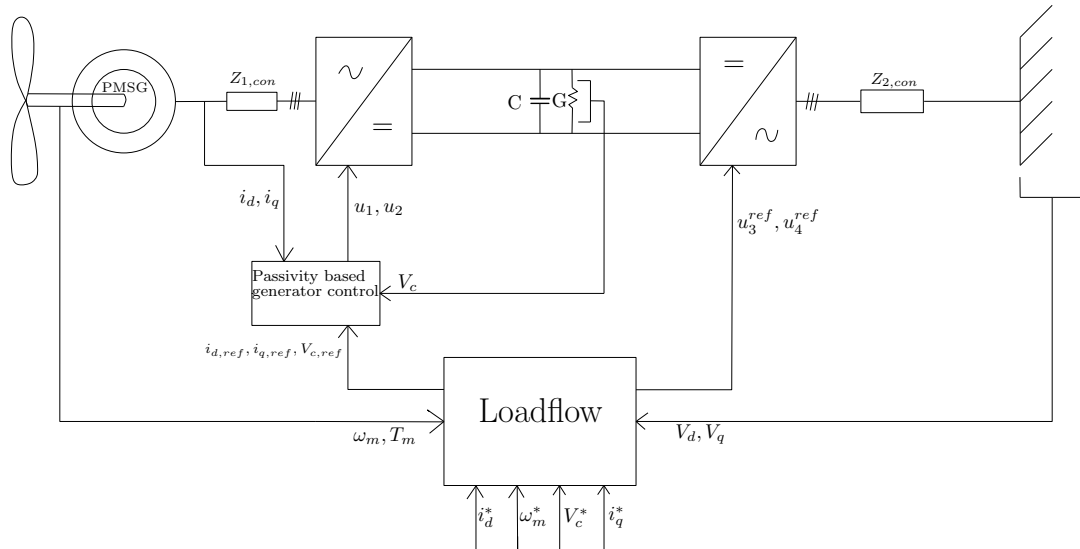 PMSG
Z_{1,con}
∼
=
C
G
=
∼
Z_{2,con}
i_d, i_q
u_1, u_2
u_3^{ref}, u_4^{ref}
Passivity based
generator control
V_c
i_{d,ref}, i_{q,ref}, V_{c,ref}
Loadflow
ω_m, T_m
V_d, V_q
i_d^*
ω_m^*
V_c^*
i_q^*